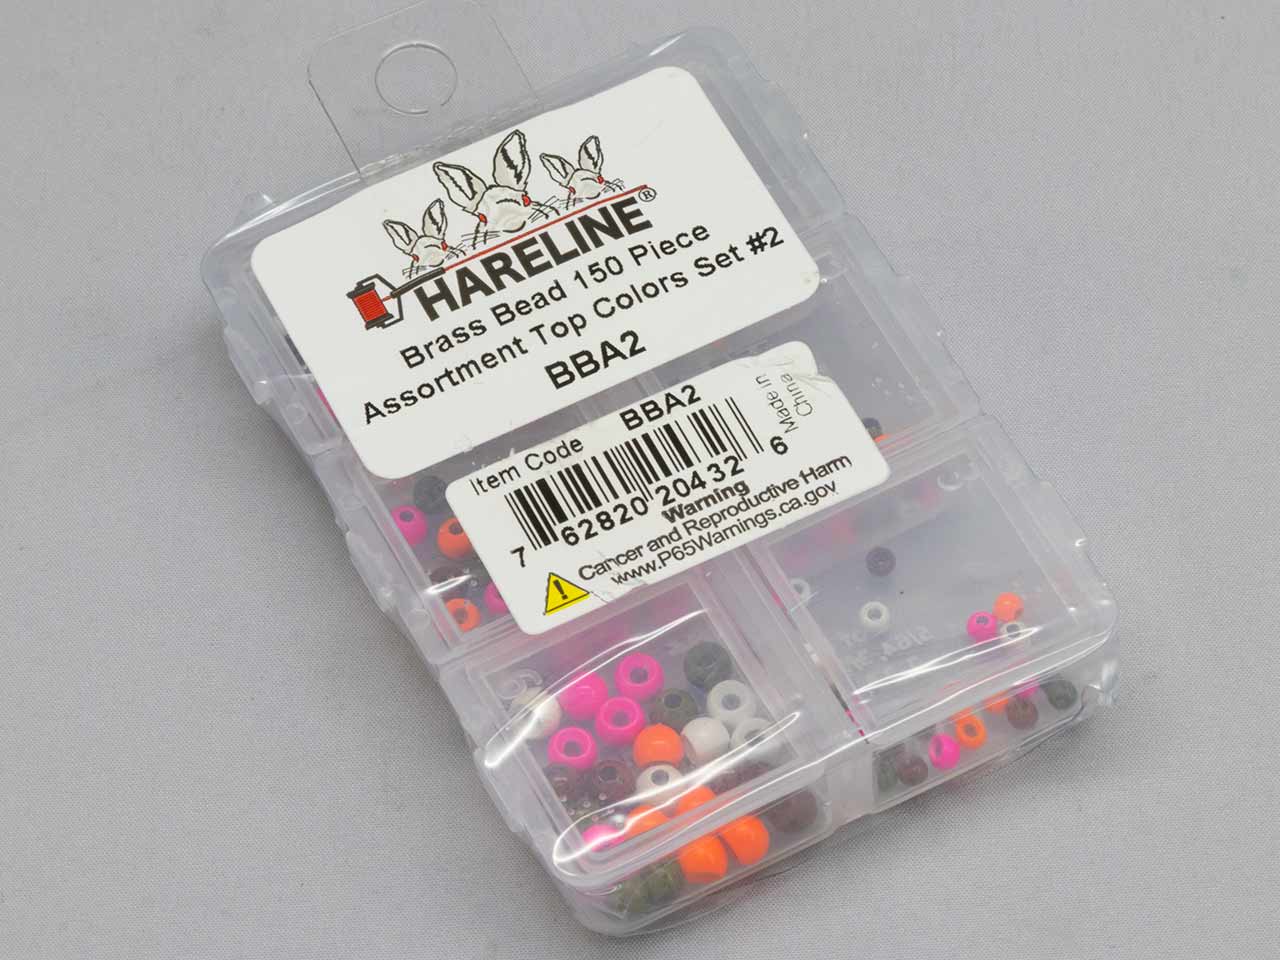 HARELINE®
Brass Bead 150 Piece
Assortment Top Colors Set #2
BBA2
Item Code BBA2
Made in
China
7 62820 20432 6
Warning
Cancer and Reproductive Harm
www.P65Warnings.ca.gov